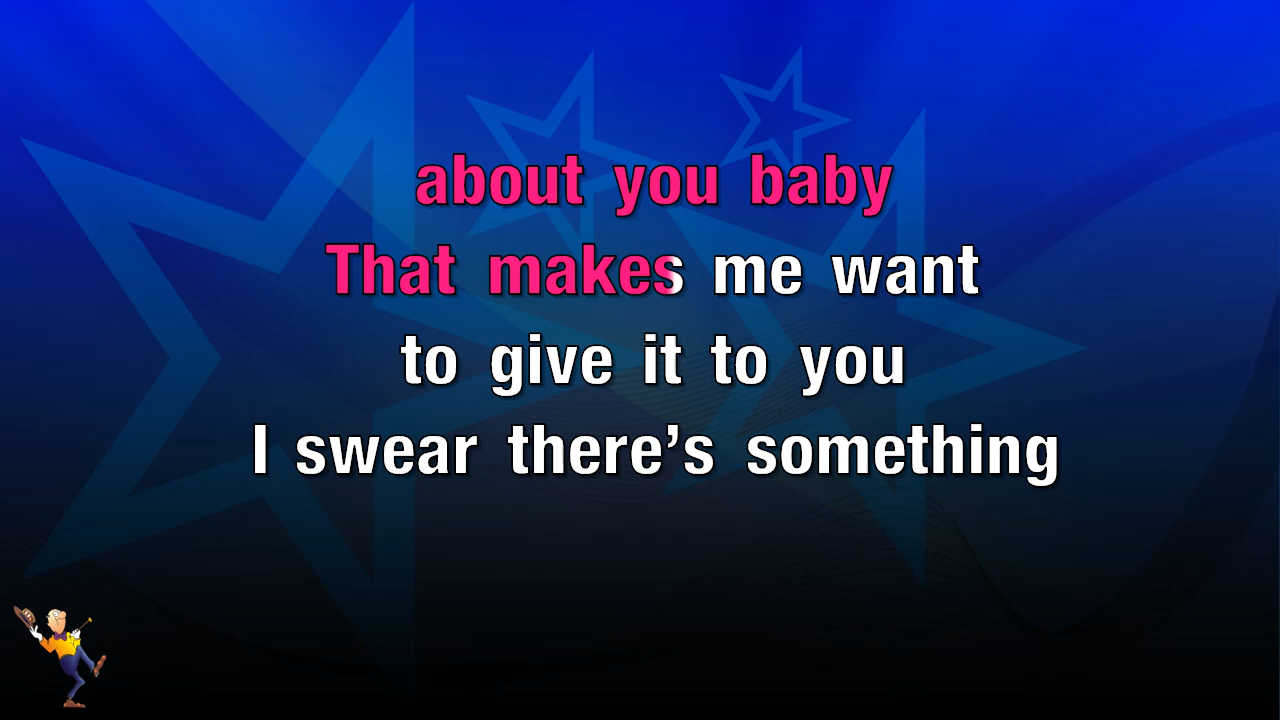 about you baby
That makes me want
to give it to you
I swear there’s something